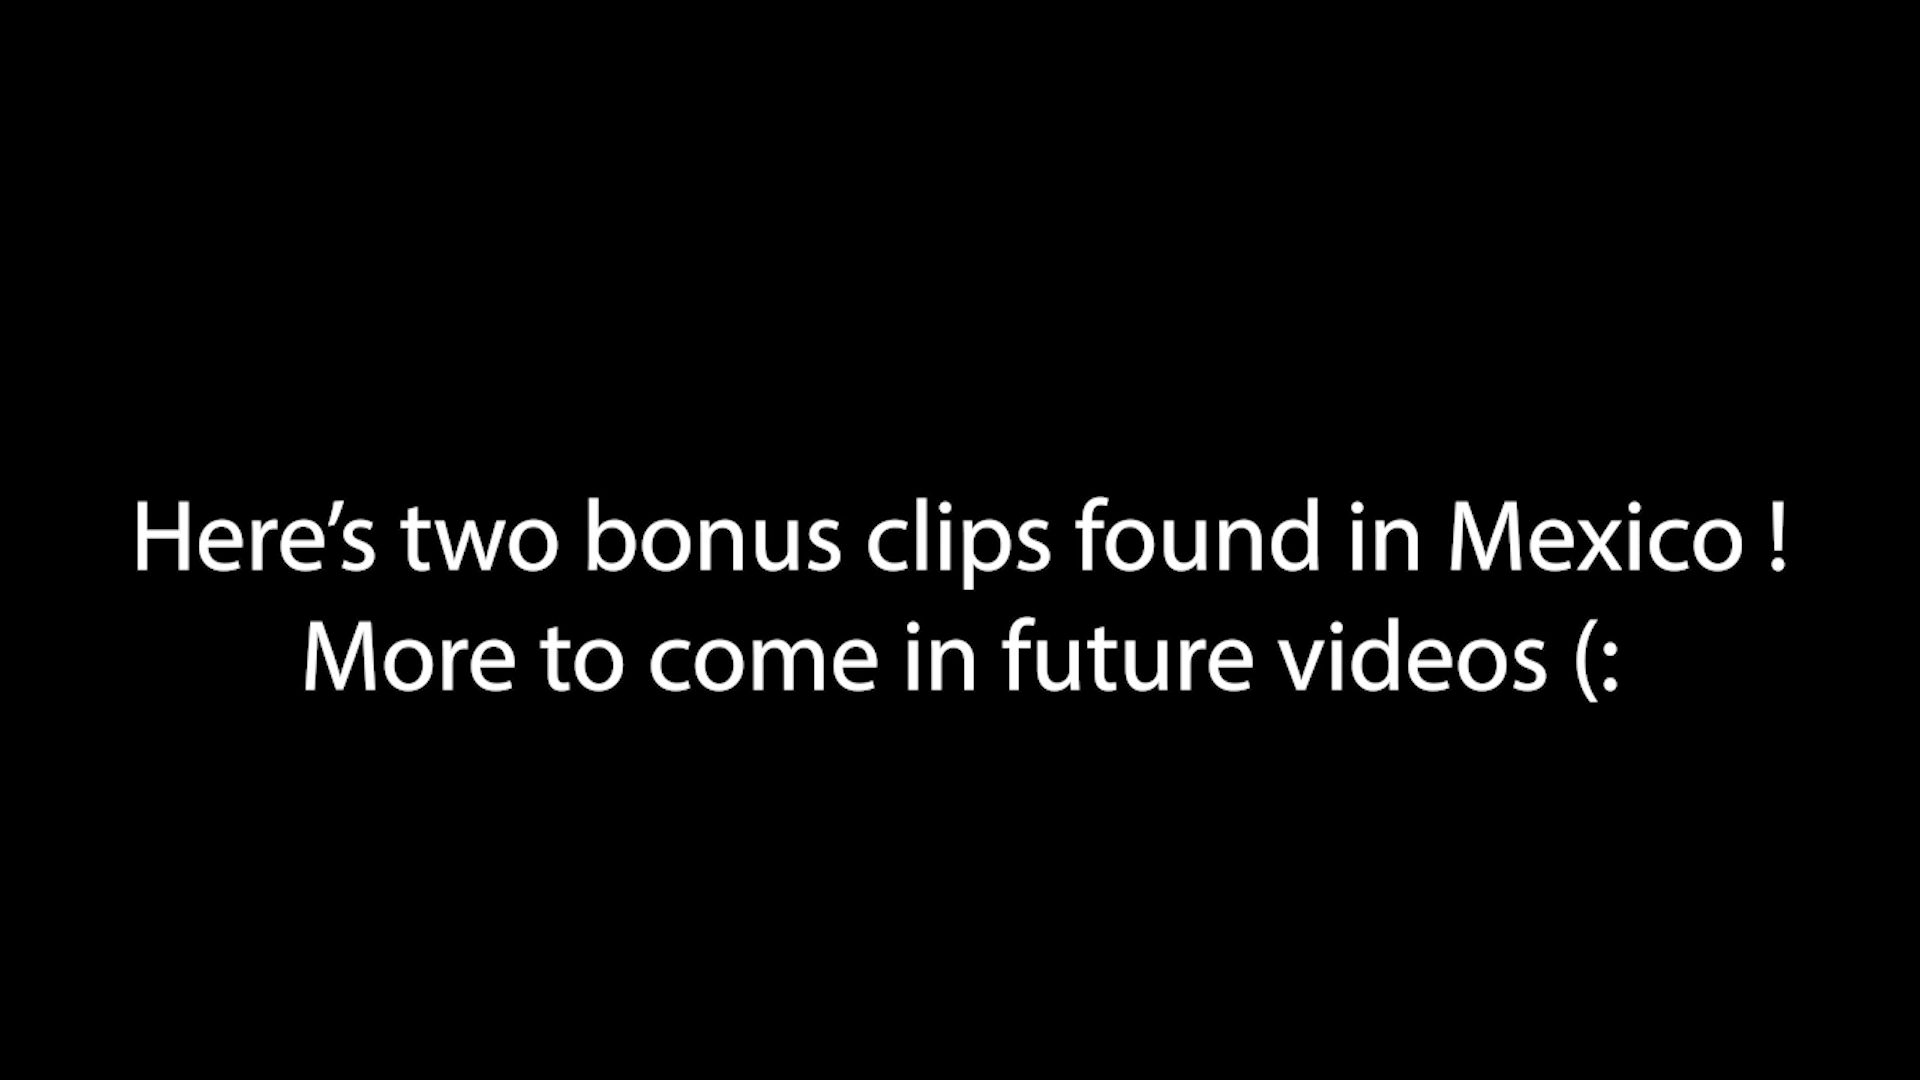 Here’s two bonus clips found in Mexico !
More to come in future videos (: